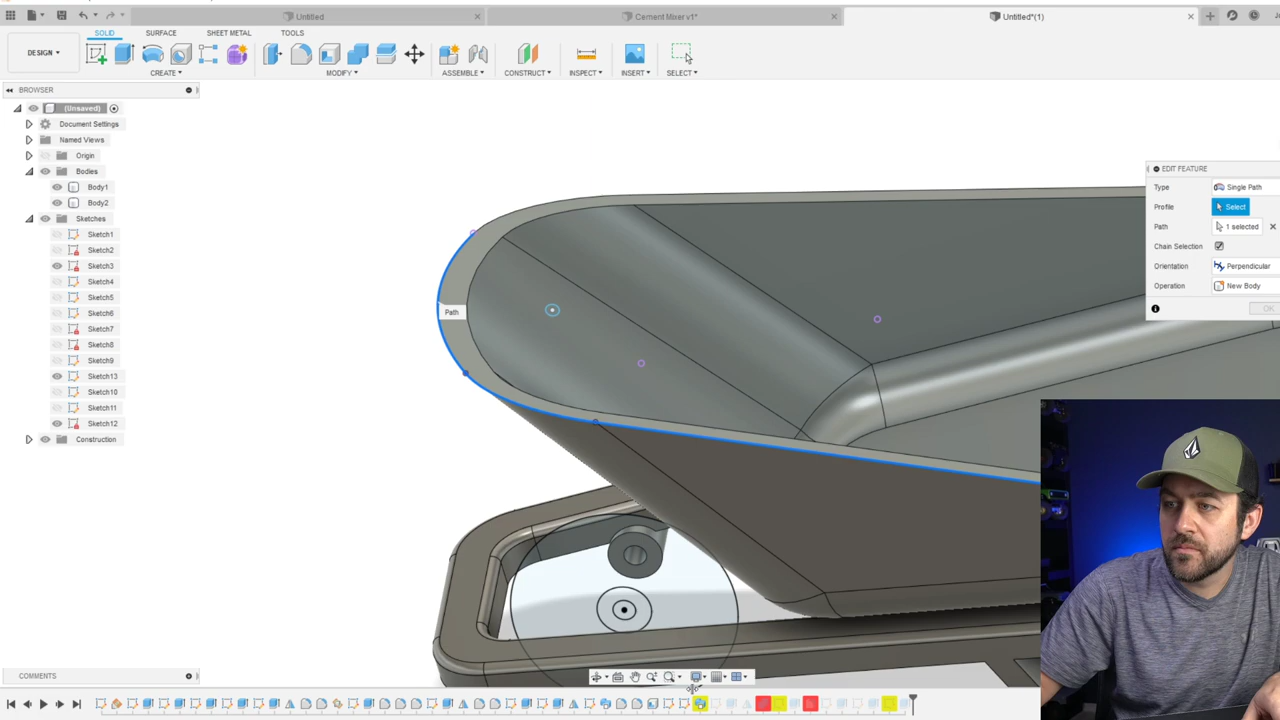 Untitled
Cement Mixer v1*
Untitled*(1)
SOLID
SURFACE
SHEET METAL
TOOLS
DESIGN
CREATE
MODIFY
ASSEMBLE
CONSTRUCT
INSPECT
INSERT
SELECT
BROWSER
(Unsaved)
Document Settings
Named Views
Origin
Bodies
Body1
Body2
Sketches
Sketch1
Sketch2
Sketch3
Sketch4
Sketch5
Sketch6
Sketch7
Sketch8
Sketch9
Sketch13
Sketch10
Sketch11
Sketch12
Construction
Path
EDIT FEATURE
Type Single Path
Profile Select
Path 1 selected
Chain Selection
Orientation Perpendicular
Operation New Body
OK
COMMENTS